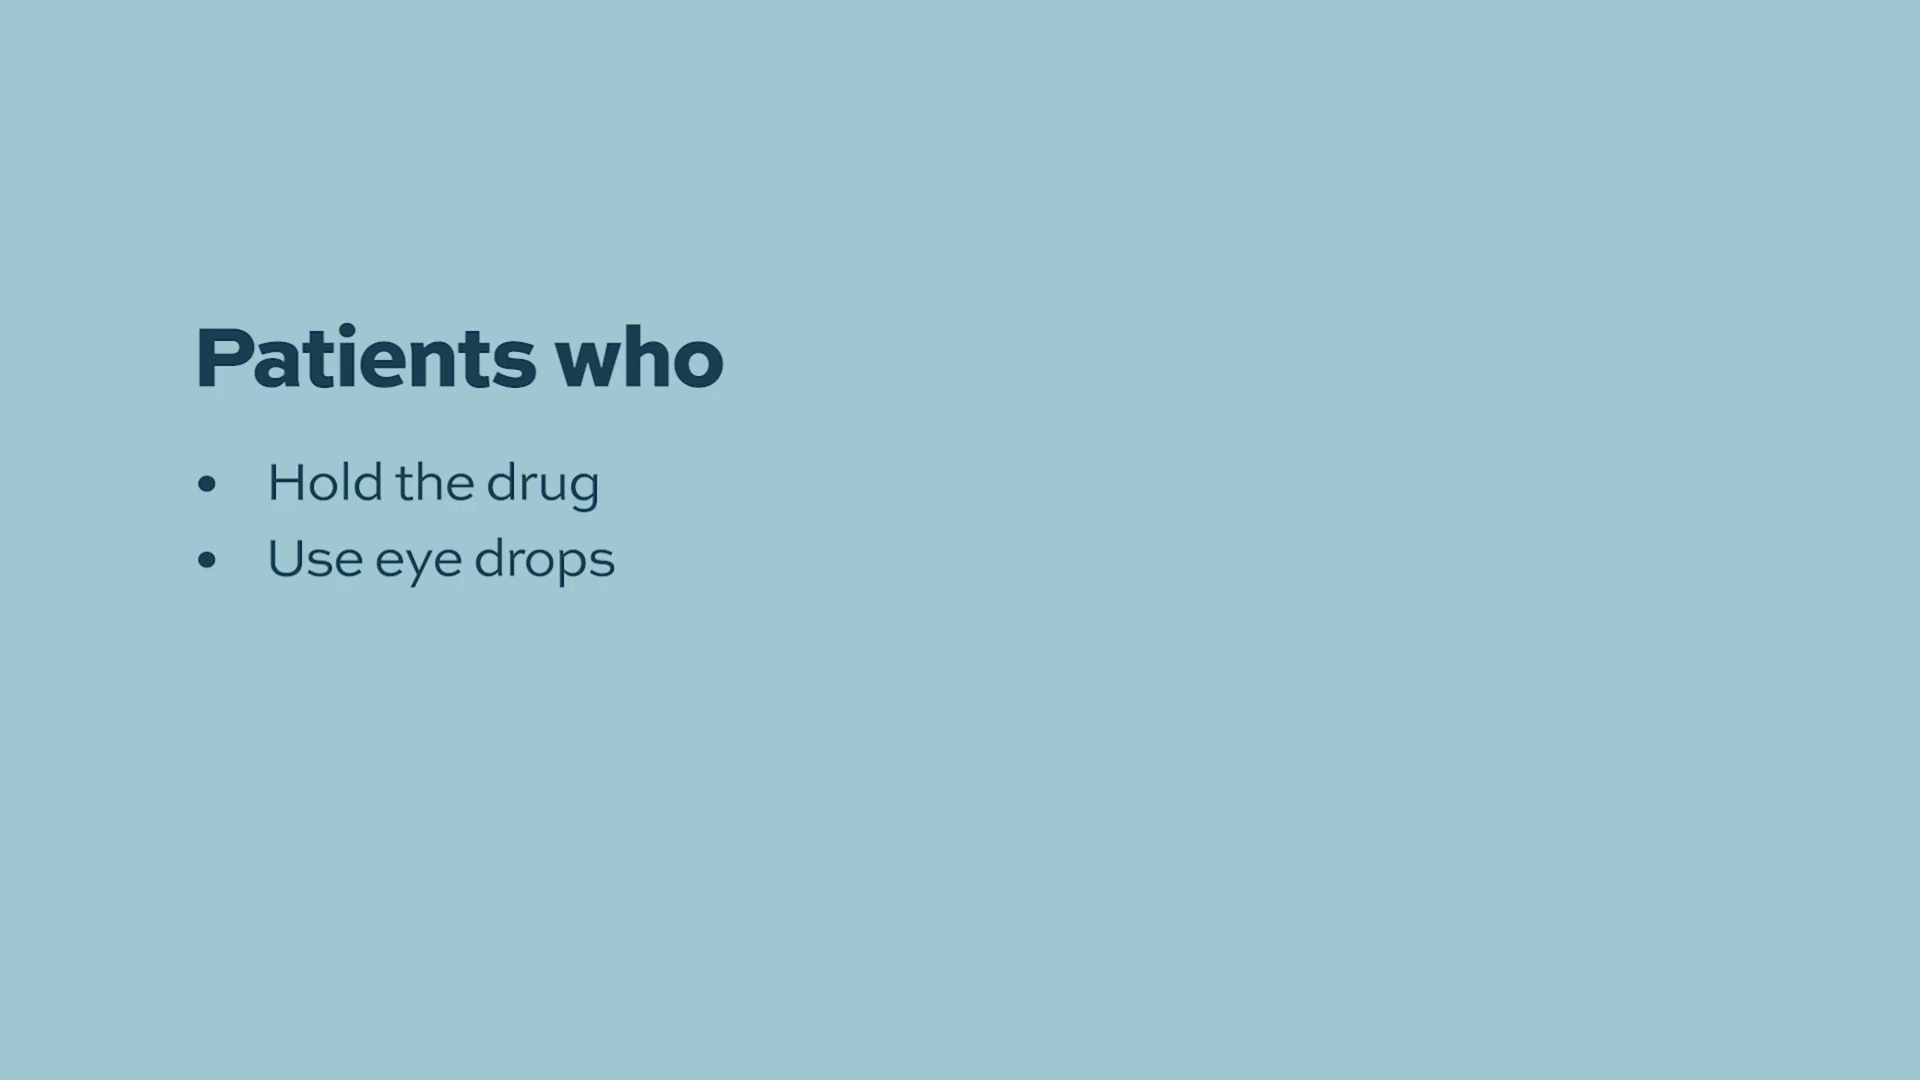 Patients who
• Hold the drug
• Use eye drops